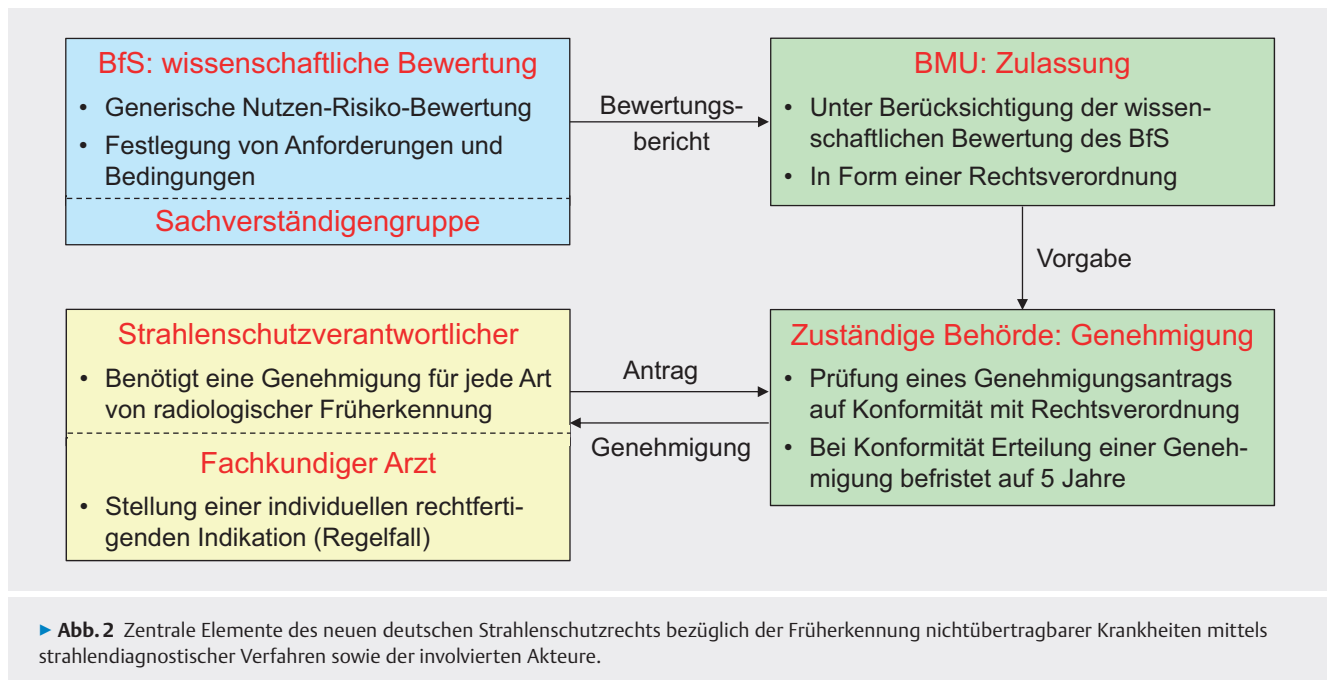 BfS: wissenschaftliche Bewertung
• Generische Nutzen-Risiko-Bewertung
• Festlegung von Anforderungen und
Bedingungen
Sachverständigengruppe
Bewertungs-
bericht
BMU: Zulassung
• Unter Berücksichtigung der wissen-
schaftlichen Bewertung des BfS
• In Form einer Rechtsverordnung
Vorgabe
Strahlenschutzverantwortlicher
• Benötigt eine Genehmigung für jede Art
von radiologischer Früherkennung
Fachkundiger Arzt
• Stellung einer individuellen rechtferti-
genden Indikation (Regelfall)
Antrag
Genehmigung
Zuständige Behörde: Genehmigung
• Prüfung eines Genehmigungsantrags
auf Konformität mit Rechtsverordnung
• Bei Konformität Erteilung einer Geneh-
migung befristet auf 5 Jahre
▶ Abb. 2 Zentrale Elemente des neuen deutschen Strahlenschutzrechts bezüglich der Früherkennung nichtübertragbarer Krankheiten mittels
strahlendiagnostischer Verfahren sowie der involvierten Akteure.